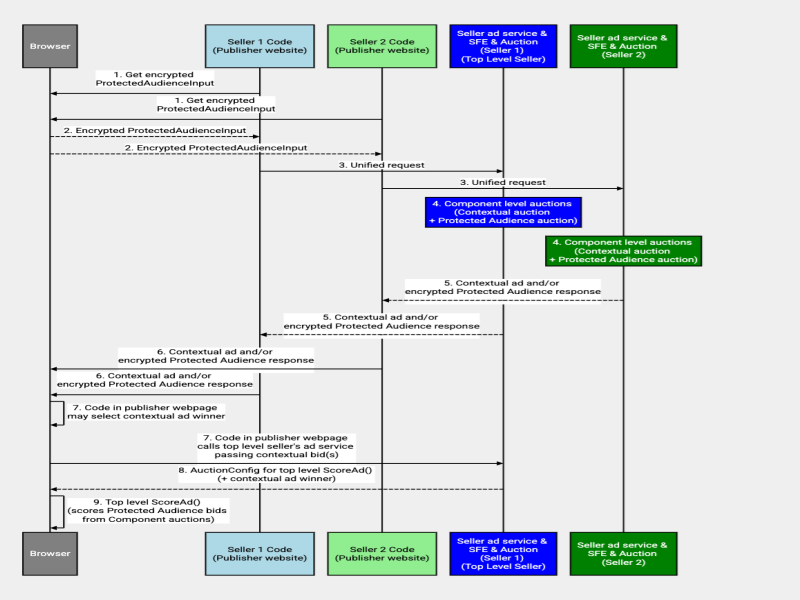 Browser
Seller 1 Code
(Publisher website)
Seller 2 Code
(Publisher website)
Seller ad service &
SFE & Auction
(Seller 1)
(Top Level Seller)
Seller ad service &
SFE & Auction
(Seller 2)
1. Get encrypted
ProtectedAudienceInput
1. Get encrypted
ProtectedAudienceInput
2. Encrypted ProtectedAudienceInput
2. Encrypted ProtectedAudienceInput
3. Unified request
3. Unified request
4. Component level auctions
(Contextual auction
+ Protected Audience auction)
4. Component level auctions
(Contextual auction
+ Protected Audience auction)
5. Contextual ad and/or
encrypted Protected Audience response
5. Contextual ad and/or
encrypted Protected Audience response
6. Contextual ad and/or
encrypted Protected Audience response
6. Contextual ad and/or
encrypted Protected Audience response
7. Code in publisher webpage
may select contextual ad winner
7. Code in publisher webpage
calls top level seller's ad service
passing contextual bid(s)
8. AuctionConfig for top level ScoreAd()
(+ contextual ad winner)
9. Top level ScoreAd()
(scores Protected Audience bids
from Component auctions)
Browser
Seller 1 Code
(Publisher website)
Seller 2 Code
(Publisher website)
Seller ad service &
SFE & Auction
(Seller 1)
(Top Level Seller)
Seller ad service &
SFE & Auction
(Seller 2)